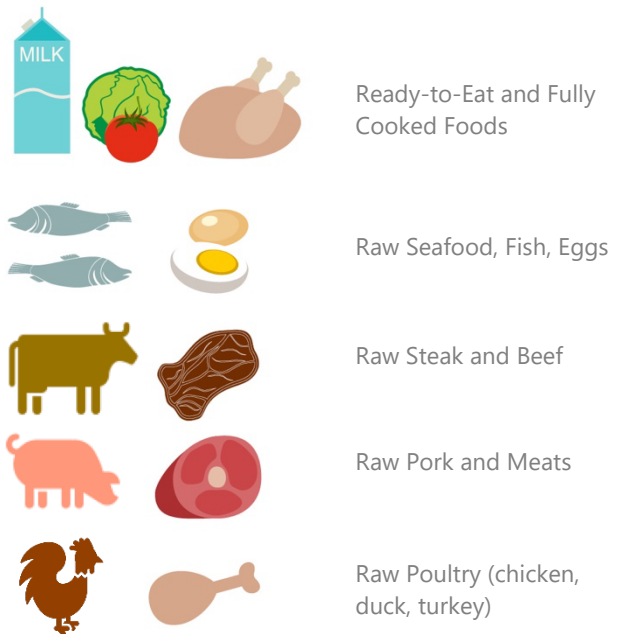 MILK
Ready-to-Eat and Fully
Cooked Foods
Raw Seafood, Fish, Eggs
Raw Steak and Beef
Raw Pork and Meats
Raw Poultry (chicken,
duck, turkey)